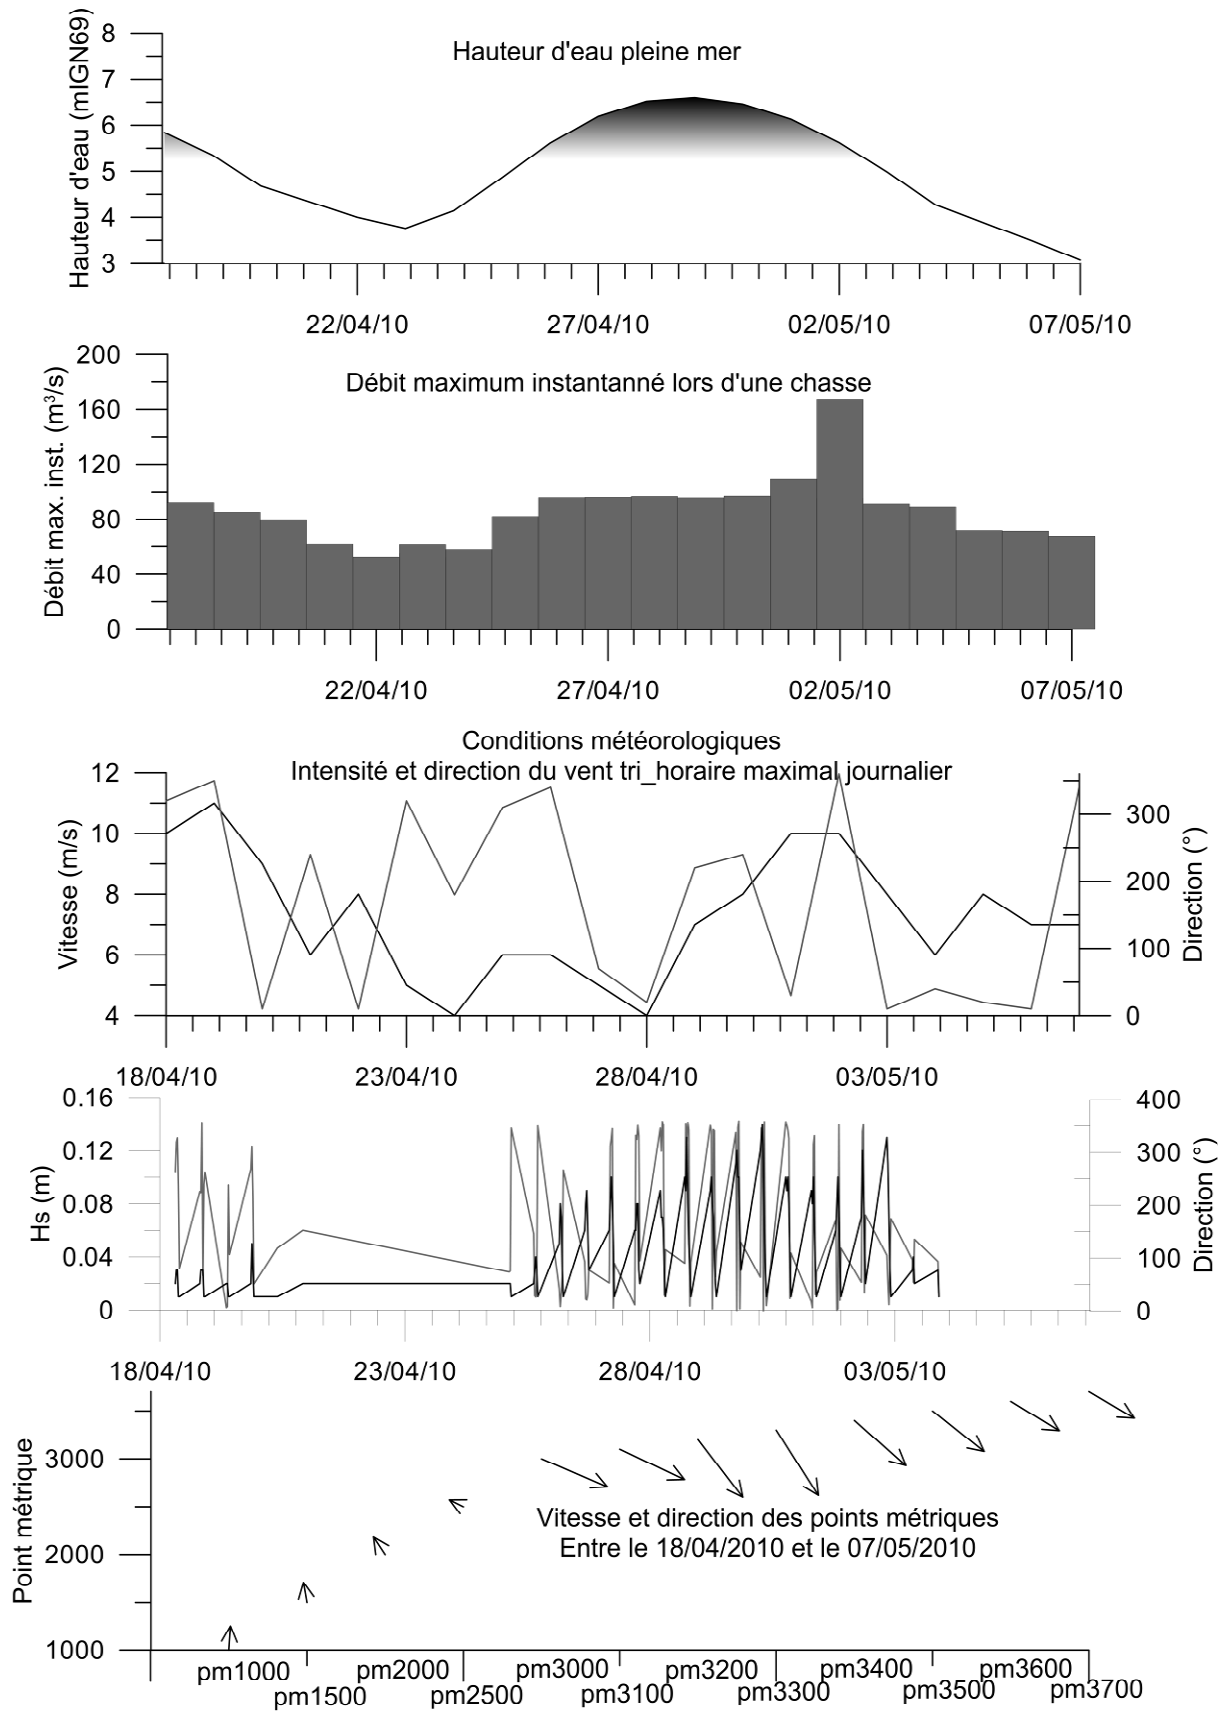 Hauteur d'eau pleine mer
Hauteur d'eau (mIGN69)
8
7
6
5
4
3
22/04/10 27/04/10 02/05/10 07/05/10
Débit maximum instantanné lors d'une chasse
Débit max. inst. (m³/s)
200
160
120
80
40
0
22/04/10 27/04/10 02/05/10 07/05/10
Conditions météorologiques
Intensité et direction du vent tri_horaire maximal journalier
Vitesse (m/s)
12
10
8
6
4
Direction (°)
300
200
100
0
18/04/10 23/04/10 28/04/10 03/05/10
Hs (m)
0.16
0.12
0.08
0.04
0
Direction (°)
400
300
200
100
0
18/04/10 23/04/10 28/04/10 03/05/10
Point métrique
3000
2000
1000
Vitesse et direction des points métriques
Entre le 18/04/2010 et le 07/05/2010
pm1000 pm2000 pm3000 pm3200 pm3400 pm3600
pm1500 pm2500 pm3100 pm3300 pm3500 pm3700